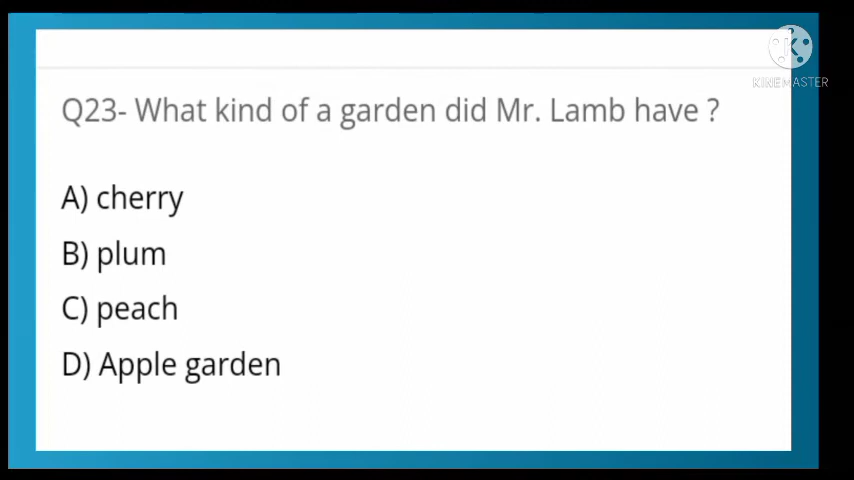 KINEMASTER
Q23- What kind of a garden did Mr. Lamb have ?
A) cherry
B) plum
C) peach
D) Apple garden